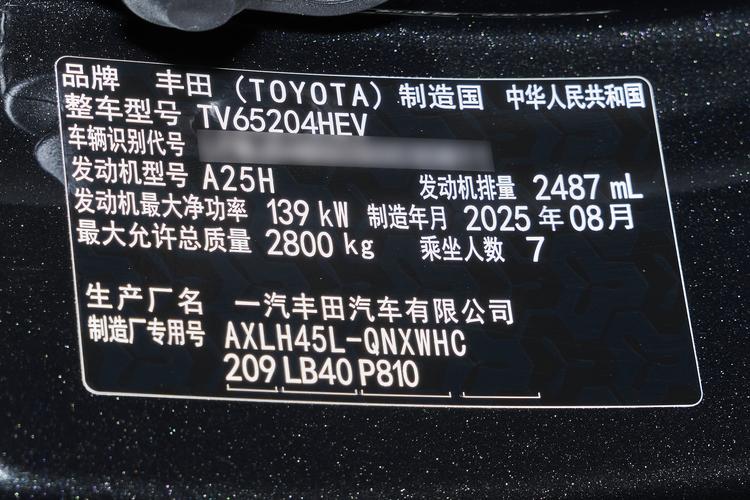 品牌 丰田 (TOYOTA) 制造国 中华人民共和国
整车型号 TV65204HEV
车辆识别代号
发动机型号 A25H 发动机排量 2487 mL
发动机最大净功率 139 kW 制造年月 2025 年 08 月
最大允许总质量 2800 kg 乘坐人数 7
生产厂名 一汽丰田汽车有限公司
制造厂专用号 AXLH45L-QNXWHC
209 LB40 P810